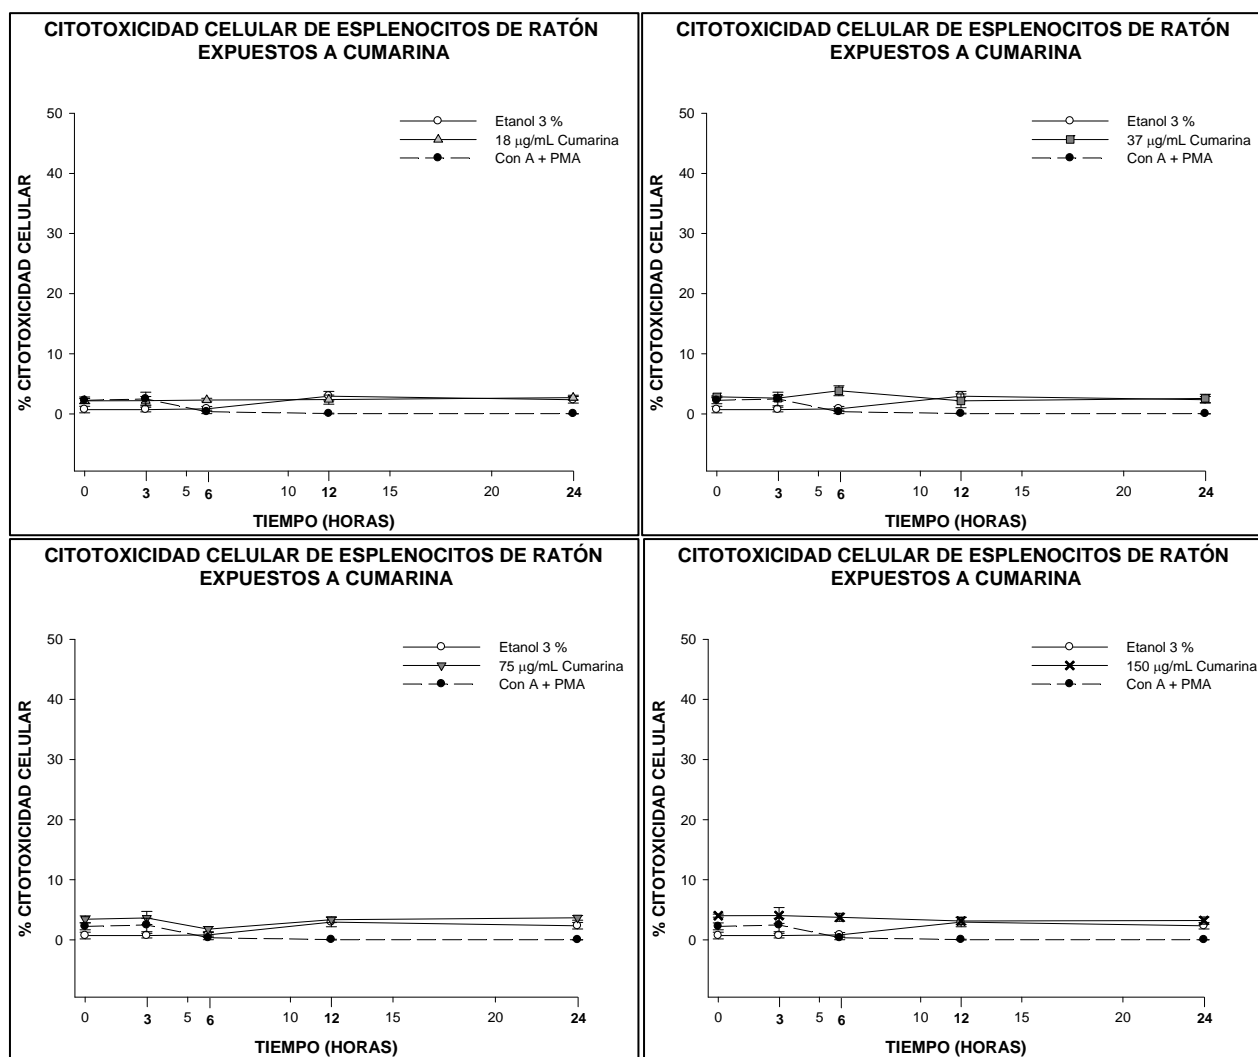 CITOTOXICIDAD CELULAR DE ESPLENOCITOS DE RATÓN
EXPUESTOS A CUMARINA
50
40
30
20
10
0
% CITOTOXICIDAD CELULAR
Etanol 3 %
18 µg/mL Cumarina
Con A + PMA
0 3 5 6 10 12 15 20 24
TIEMPO (HORAS)
CITOTOXICIDAD CELULAR DE ESPLENOCITOS DE RATÓN
EXPUESTOS A CUMARINA
50
40
30
20
10
0
% CITOTOXICIDAD CELULAR
Etanol 3 %
37 µg/mL Cumarina
Con A + PMA
0 3 5 6 10 12 15 20 24
TIEMPO (HORAS)
CITOTOXICIDAD CELULAR DE ESPLENOCITOS DE RATÓN
EXPUESTOS A CUMARINA
50
40
30
20
10
0
% CITOTOXICIDAD CELULAR
Etanol 3 %
75 µg/mL Cumarina
Con A + PMA
0 3 5 6 10 12 15 20 24
TIEMPO (HORAS)
CITOTOXICIDAD CELULAR DE ESPLENOCITOS DE RATÓN
EXPUESTOS A CUMARINA
50
40
30
20
10
0
% CITOTOXICIDAD CELULAR
Etanol 3 %
150 µg/mL Cumarina
Con A + PMA
0 3 5 6 10 12 15 20 24
TIEMPO (HORAS)